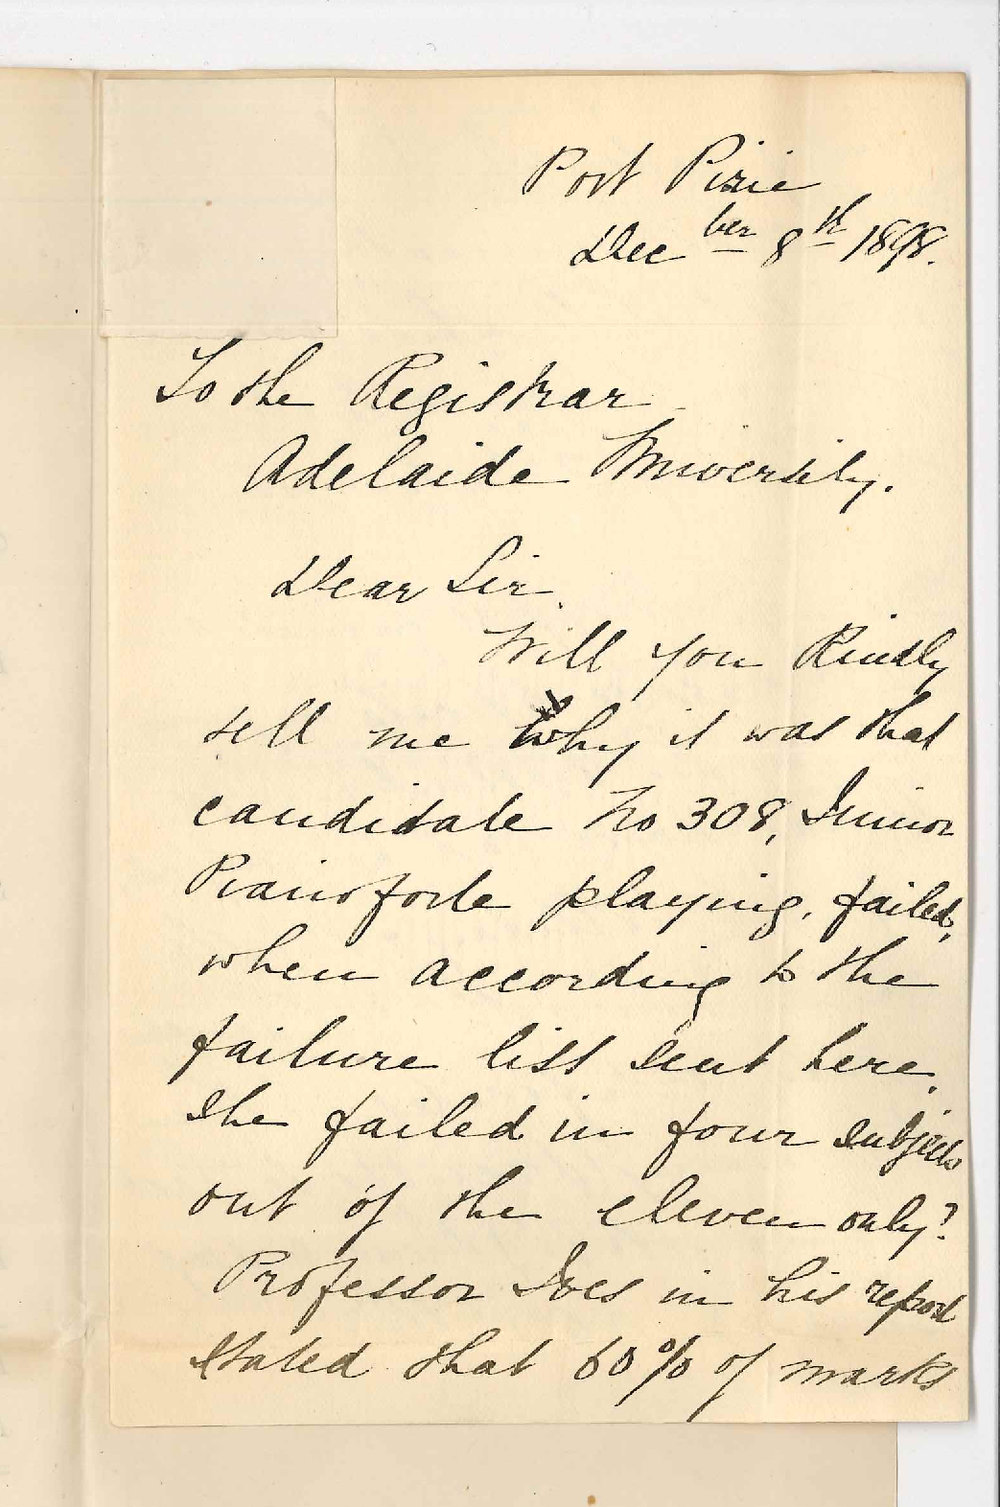 Port Pirie
Dec ber 8th 1898.
To the Registrar
Adelaide University.
Dear Sir,
Will you Kindly
tell me why it was that
candidate No 308, Junior
Pianoforte playing, failed,
when according to the
failure list sent here,
she failed in four subjects
out of the eleven only?
Professor Ives in his report
stated that 60% of marks